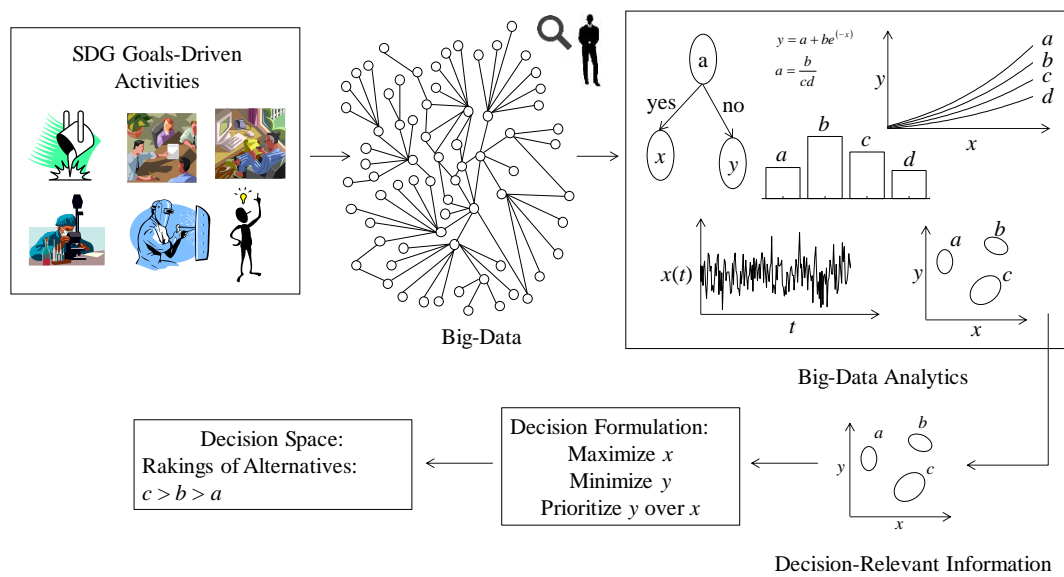 SDG Goals-Driven
Activities
Big-Data
a
yes
no
x
y
y = a + be^(-x)
a = b/cd
y
a
b
c
d
x
a
b
c
d
x(t)
t
y
a
b
c
x
Big-Data Analytics
Decision Space:
Rakings of Alternatives:
c > b > a
Decision Formulation:
Maximize x
Minimize y
Prioritize y over x
y
a
b
c
x
Decision-Relevant Information